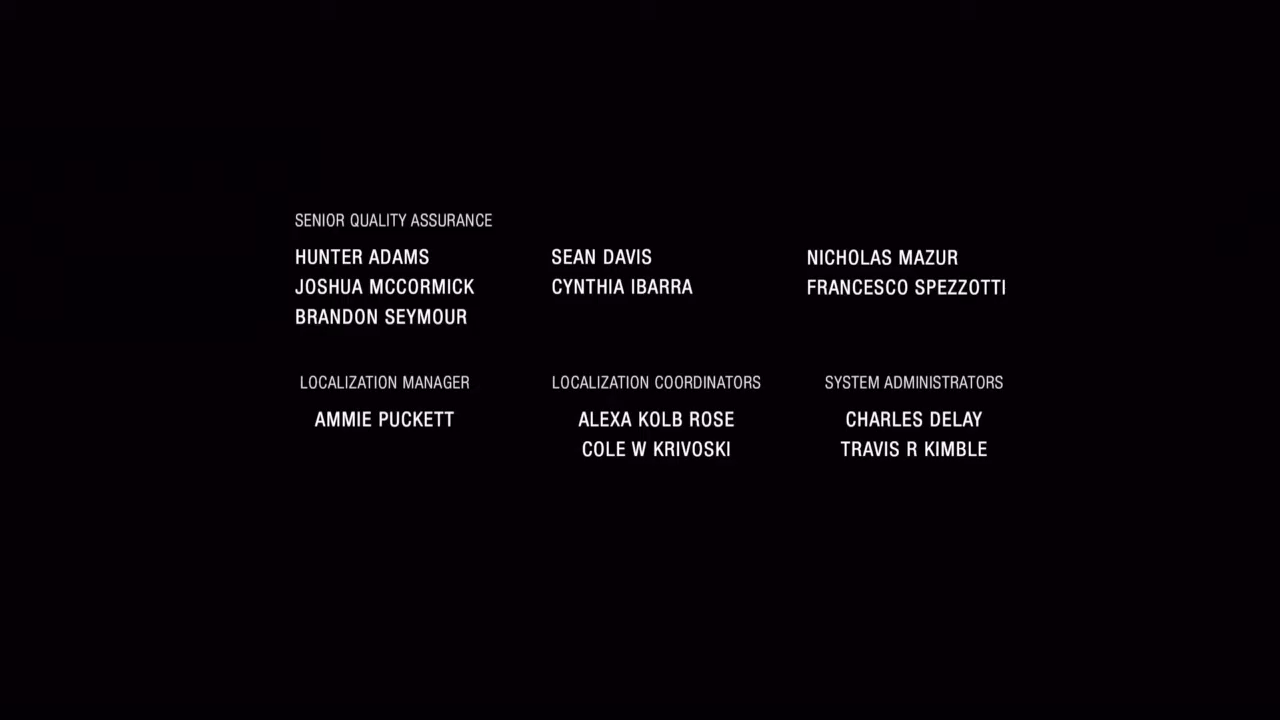 SENIOR QUALITY ASSURANCE
HUNTER ADAMS SEAN DAVIS NICHOLAS MAZUR
JOSHUA MCCORMICK CYNTHIA IBARRA FRANCESCO SPEZZOTTI
BRANDON SEYMOUR
LOCALIZATION MANAGER LOCALIZATION COORDINATORS SYSTEM ADMINISTRATORS
AMMIE PUCKETT ALEXA KOLB ROSE CHARLES DELAY
COLE W KRIVOSKI TRAVIS R KIMBLE